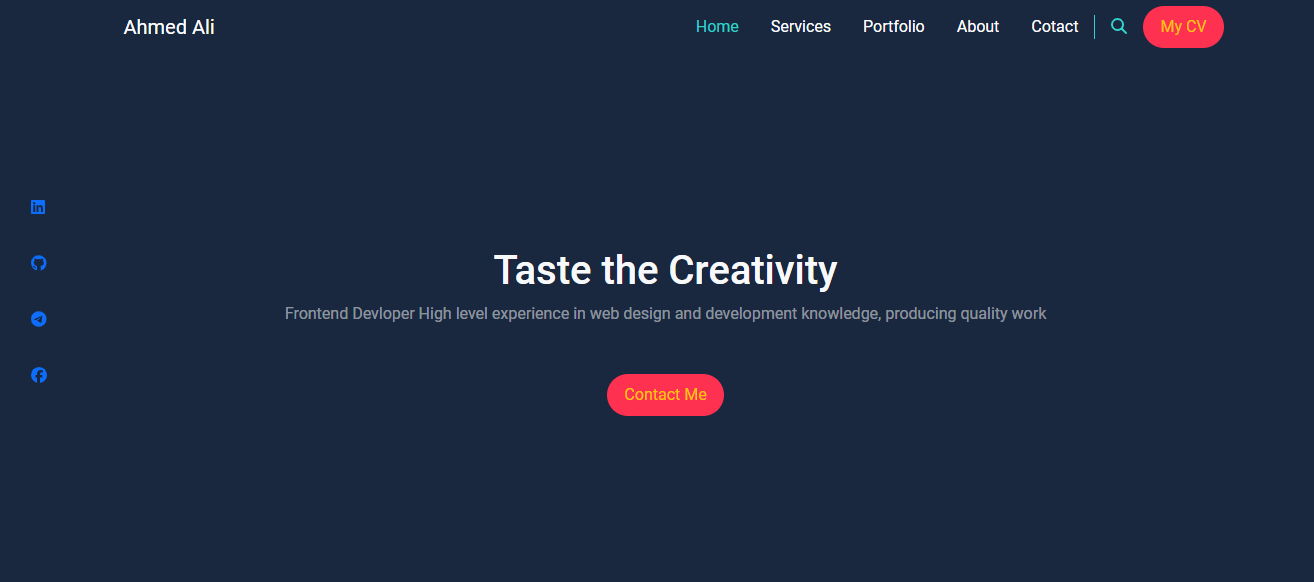 Ahmed Ali
Home Services Portfolio About Cotact My CV
Taste the Creativity
Frontend Devloper High level experience in web design and development knowledge, producing quality work
Contact Me